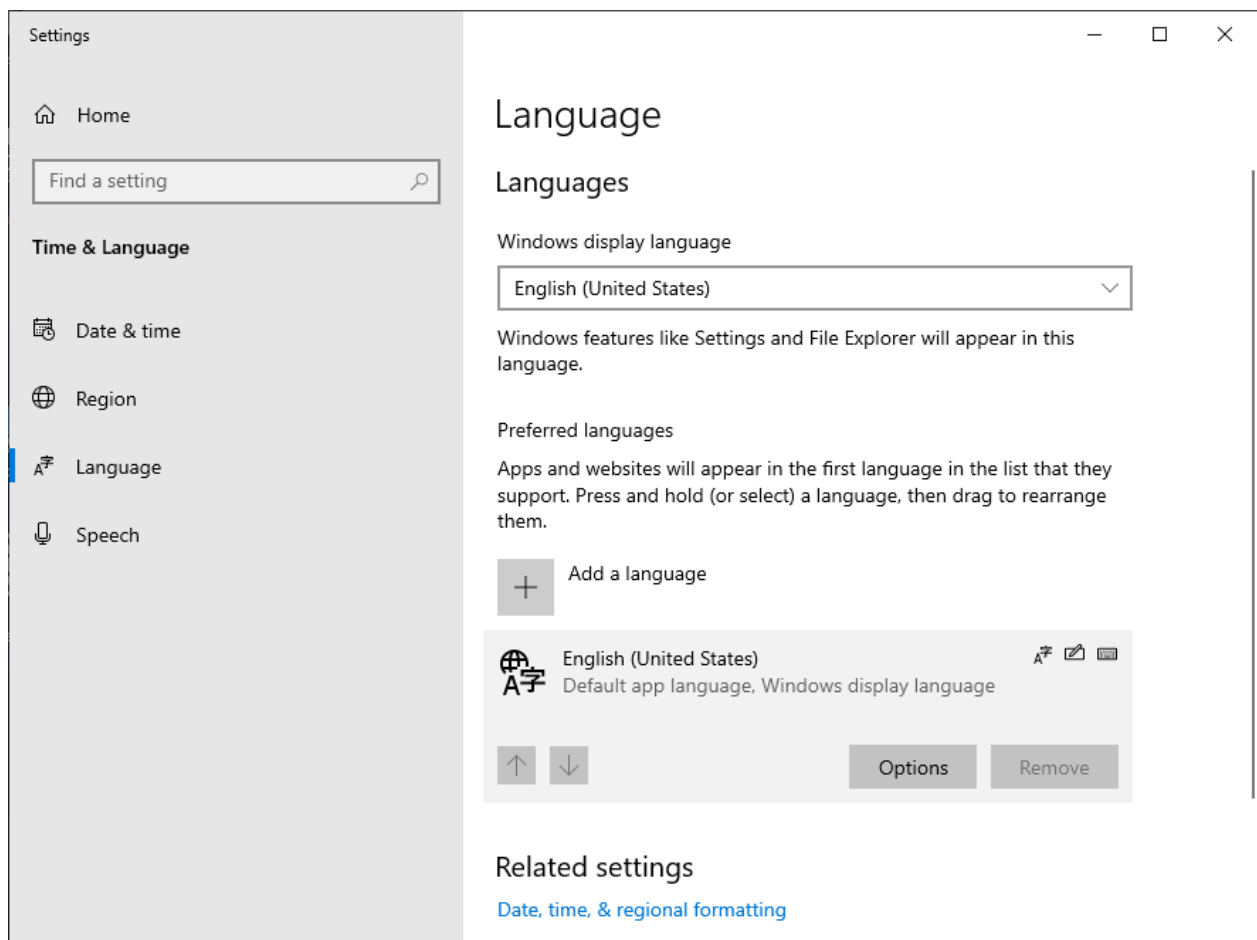 Settings
Home
Find a setting
Time & Language
Date & time
Region
Language
Speech
Language
Languages
Windows display language
English (United States)
Windows features like Settings and File Explorer will appear in this
language.
Preferred languages
Apps and websites will appear in the first language in the list that they
support. Press and hold (or select) a language, then drag to rearrange
them.
Add a language
English (United States)
Default app language, Windows display language
Options
Remove
Related settings
Date, time, & regional formatting